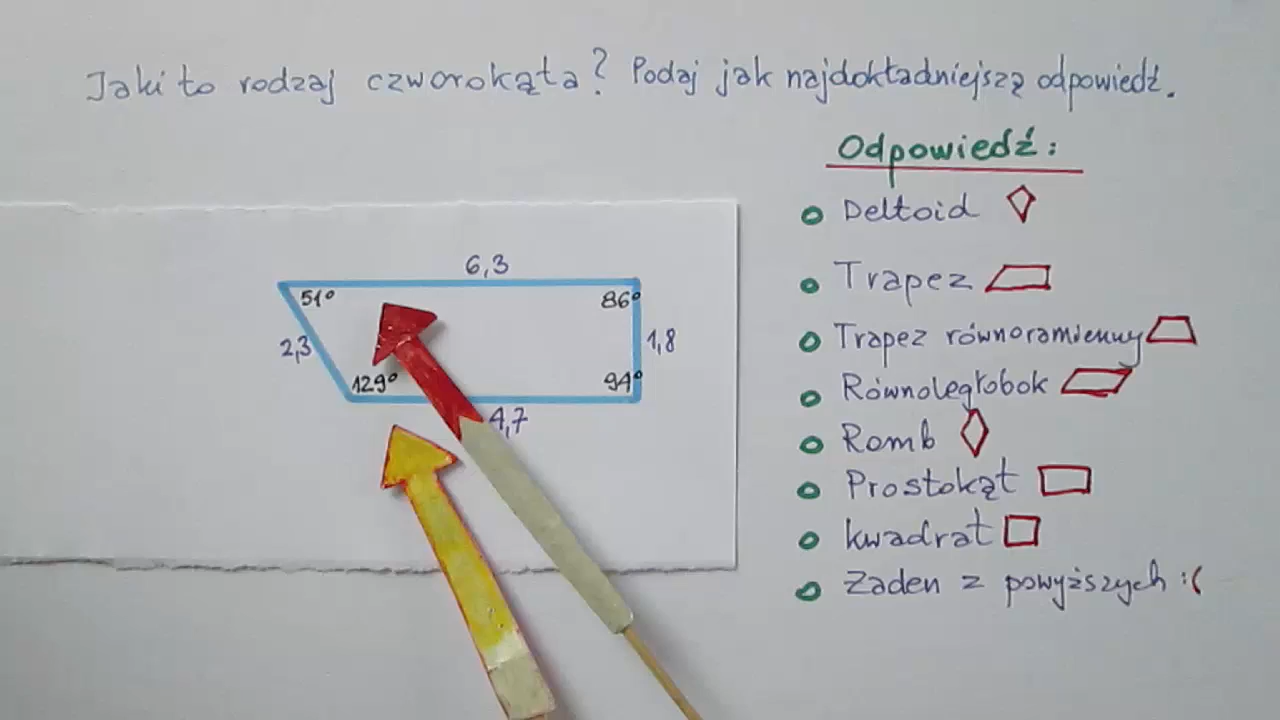 Jaki to rodzaj czworokąta? Podaj jak najdokładniejszą odpowiedź.
Odpowiedź:
Deltoid
Trapez
Trapez równoramienny
Równoległobok
Romb
Prostokąt
kwadrat
Żaden z powyższych :(
6,3
51°
86°
2,3
1,8
129°
94°
4,7